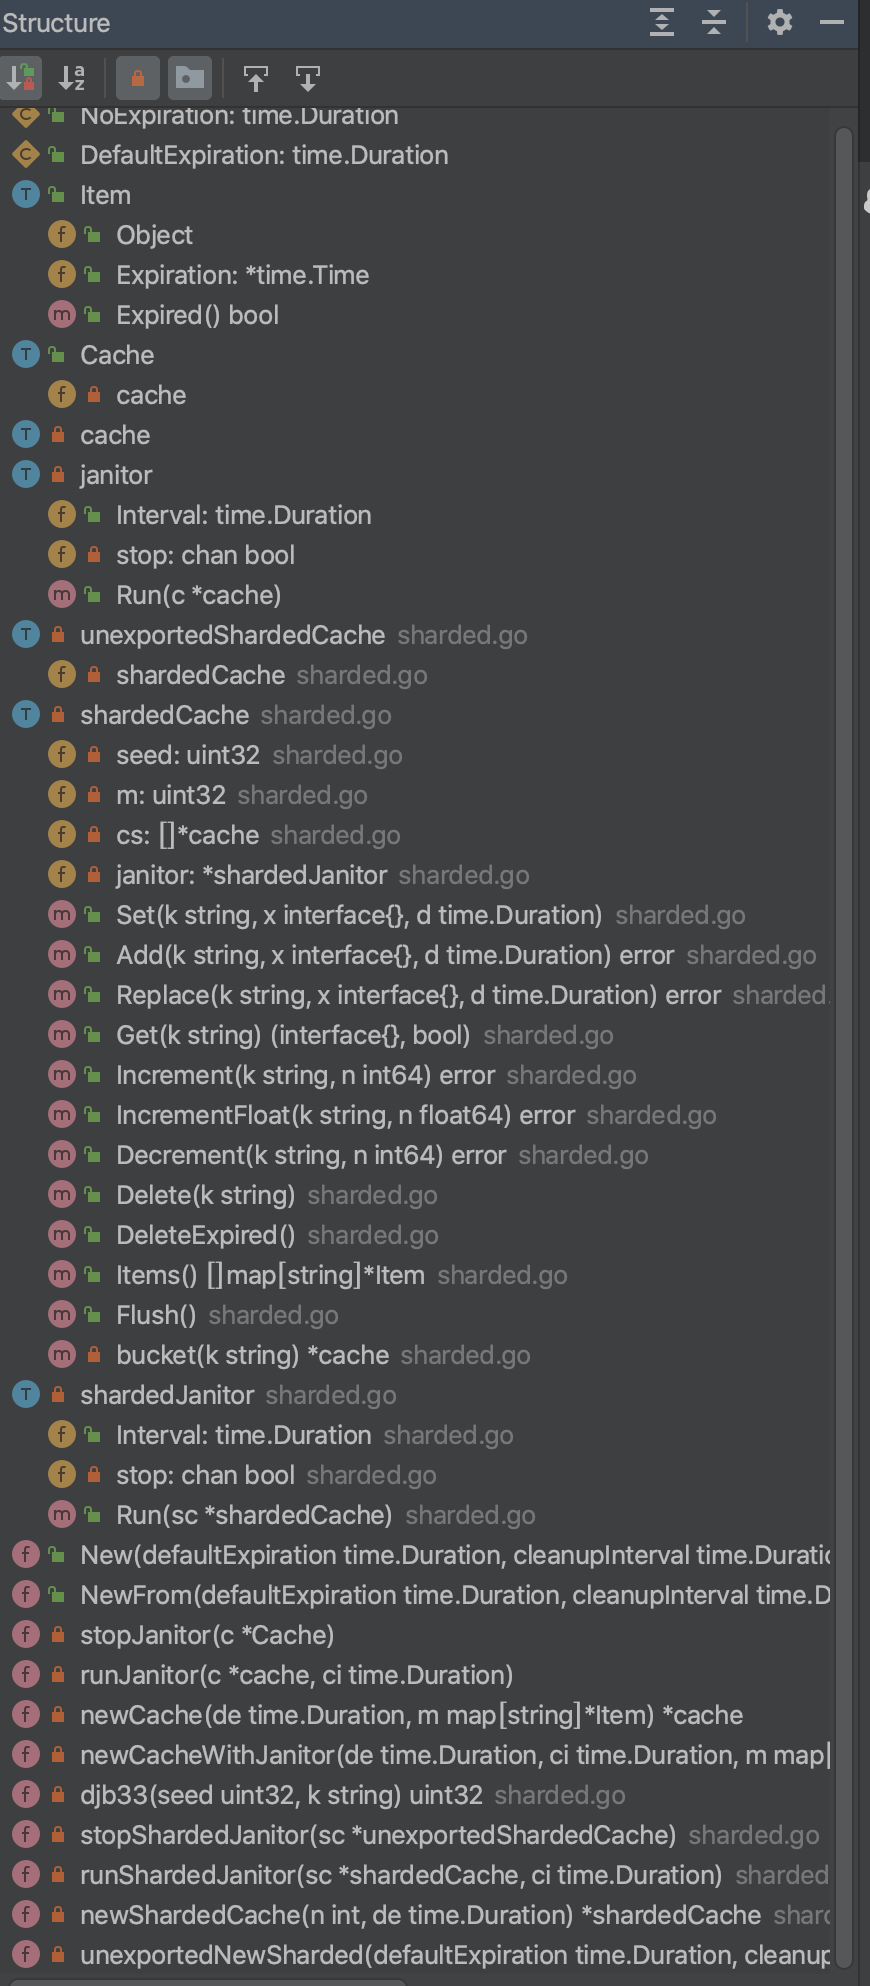 Structure
NoExpiration: time.Duration
DefaultExpiration: time.Duration
Item
Object
Expiration: *time.Time
Expired() bool
Cache
cache
cache
janitor
Interval: time.Duration
stop: chan bool
Run(c *cache)
unexportedShardedCache sharded.go
shardedCache sharded.go
shardedCache sharded.go
seed: uint32 sharded.go
m: uint32 sharded.go
cs: []*cache sharded.go
janitor: *shardedJanitor sharded.go
Set(k string, x interface{}, d time.Duration) sharded.go
Add(k string, x interface{}, d time.Duration) error sharded.go
Replace(k string, x interface{}, d time.Duration) error sharded.
Get(k string) (interface{}, bool) sharded.go
Increment(k string, n int64) error sharded.go
IncrementFloat(k string, n float64) error sharded.go
Decrement(k string, n int64) error sharded.go
Delete(k string) sharded.go
DeleteExpired() sharded.go
Items() []map[string]*Item sharded.go
Flush() sharded.go
bucket(k string) *cache sharded.go
shardedJanitor sharded.go
Interval: time.Duration sharded.go
stop: chan bool sharded.go
Run(sc *shardedCache) sharded.go
New(defaultExpiration time.Duration, cleanupInterval time.Duratio
NewFrom(defaultExpiration time.Duration, cleanupInterval time.D
stopJanitor(c *Cache)
runJanitor(c *cache, ci time.Duration)
newCache(de time.Duration, m map[string]*Item) *cache
newCacheWithJanitor(de time.Duration, ci time.Duration, m map[
djb33(seed uint32, k string) uint32 sharded.go
stopShardedJanitor(sc *unexportedShardedCache) sharded.go
runShardedJanitor(sc *shardedCache, ci time.Duration) sharded
newShardedCache(n int, de time.Duration) *shardedCache shard
unexportedNewSharded(defaultExpiration time.Duration, cleanup